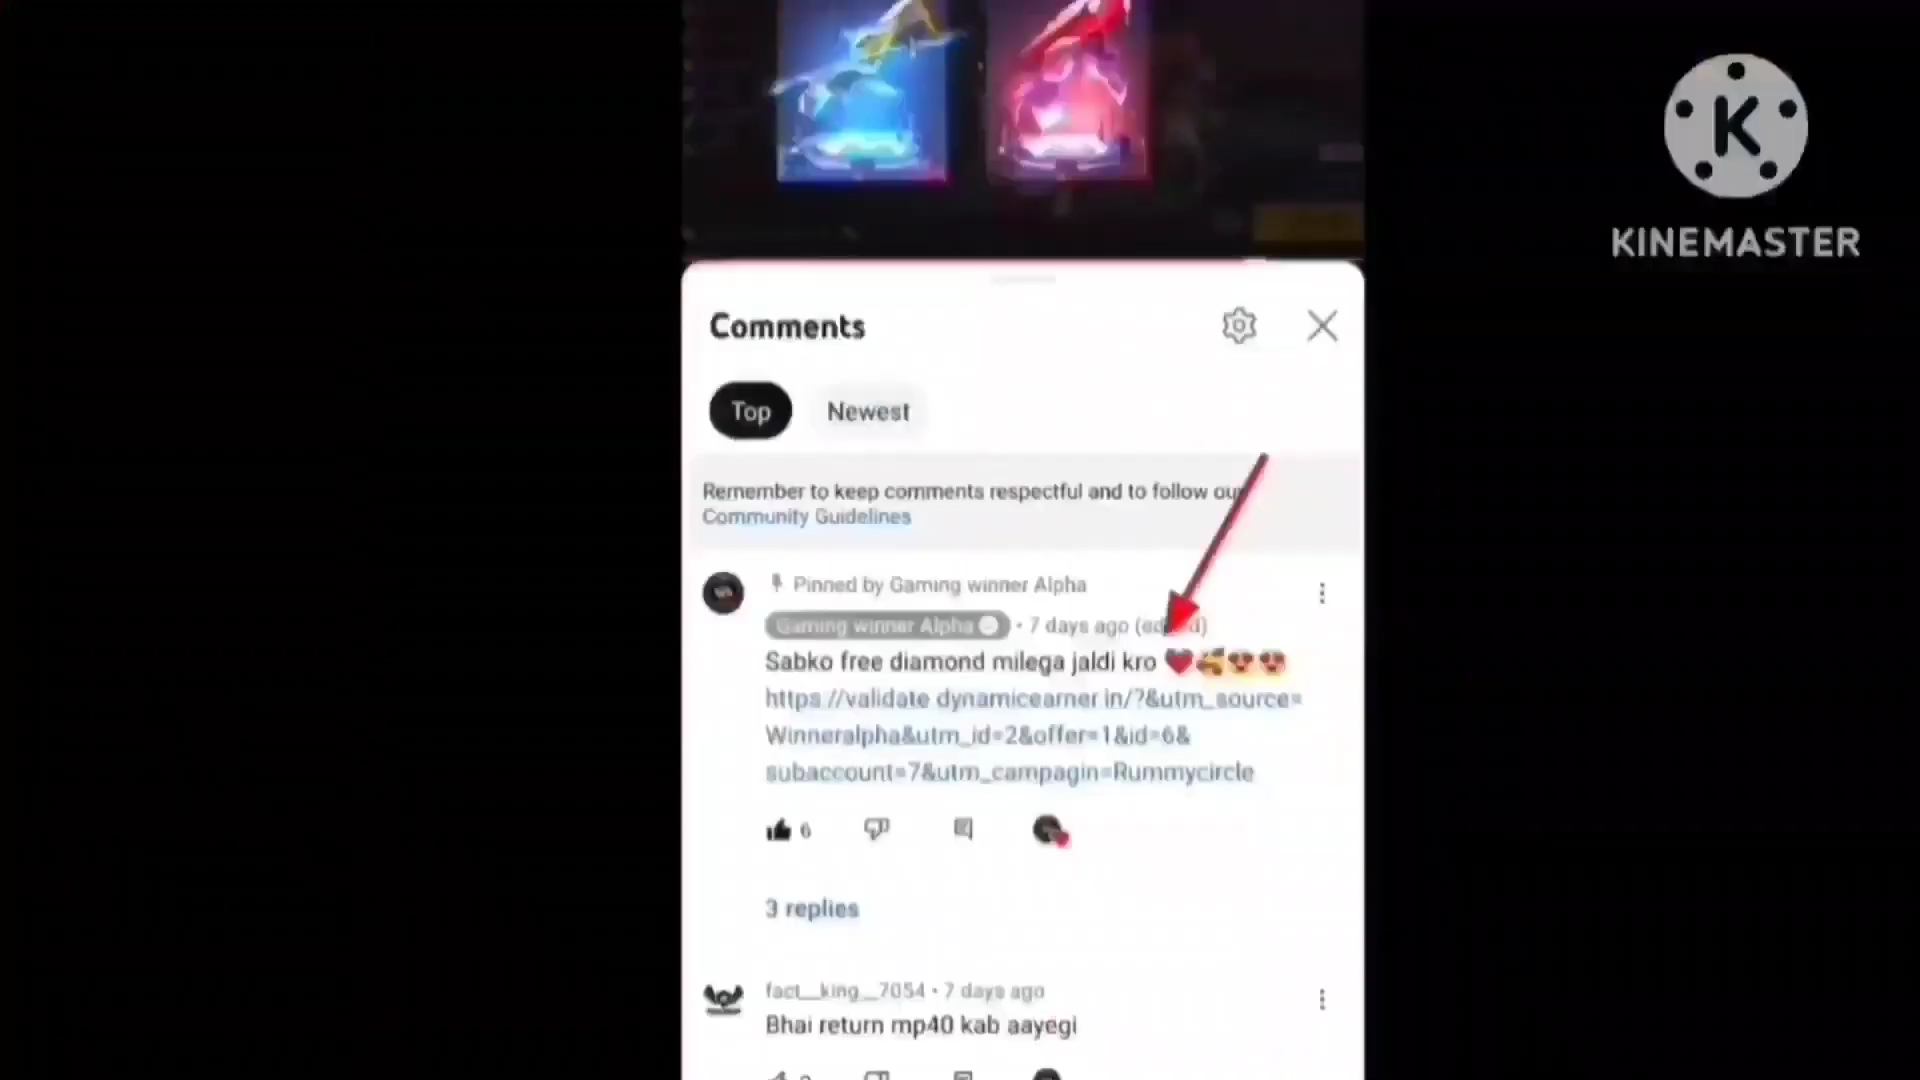 K
KINEMASTER
Comments
Top
Newest
Remember to keep comments respectful and to follow our
Community Guidelines
Pinned by Gaming winner Alpha
Gaming winner Alpha • 7 days ago (edited)
Sabko free diamond milega jaldi kro ❤️🥰😍😍
https://validate.dynamicearner.in/?&utm_source=
Winneralpha&utm_id=2&offer=1&id=6&
subaccount=7&utm_campagin=Rummycircle
6
3 replies
fact__king__7054 • 7 days ago
Bhai return mp40 kab aayegi